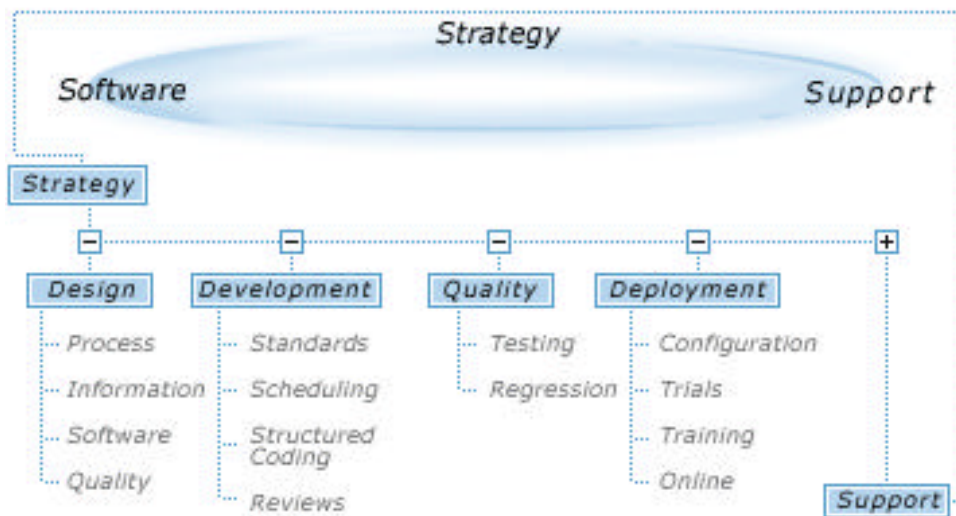 Strategy
Software
Support
Strategy
Design
Development
Quality
Deployment
Process
Standards
Testing
Configuration
Information
Scheduling
Regression
Trials
Software
Structured
Coding
Training
Quality
Reviews
Online
Support